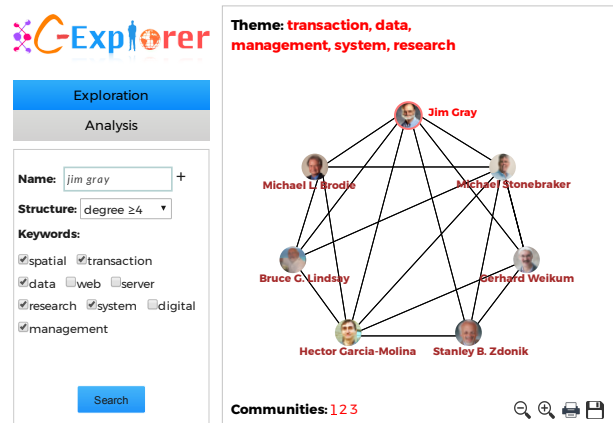 C-Explorer
Exploration
Analysis
Name: jim gray +
Structure: degree ≥4
Keywords:
spatial transaction
data web server
research system digital
management
Search
Theme: transaction, data,
management, system, research
Jim Gray
Michael L. Brodie
Michael Stonebraker
Bruce G. Lindsay
Gerhard Weikum
Hector Garcia-Molina
Stanley B. Zdonik
Communities: 1 2 3